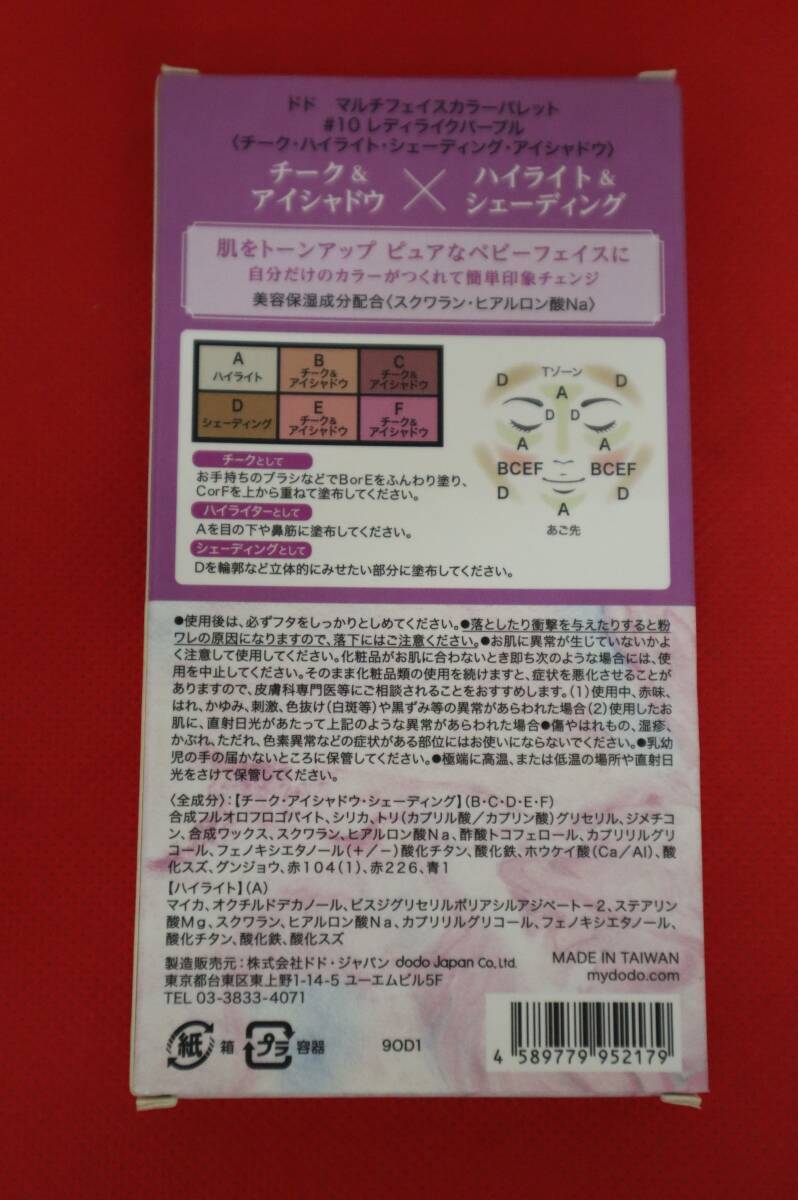 ドド マルチフェイスカラーパレット
#10 レディライクパープル
〈チーク・ハイライト・シェーディング・アイシャドウ〉
チーク&
アイシャドウ
×
ハイライト&
シェーディング
肌をトーンアップ ピュアなベビーフェイスに
自分だけのカラーがつくれて簡単印象チェンジ
美容保湿成分配合〈スクワラン・ヒアルロン酸Na〉
A
ハイライト
B
チーク&
アイシャドウ
C
チーク&
アイシャドウ
D
シェーディング
E
チーク&
アイシャドウ
F
チーク&
アイシャドウ
Tゾーン
D
D
A
D
D
A
A
BCEF
BCEF
D
D
A
あご先
チークとして
お手持ちのブラシなどでBorEをふんわり塗り、
CorFを上から重ねて塗布してください。
ハイライターとして
Aを目の下や鼻筋に塗布してください。
シェーディングとして
Dを輪郭など立体的にみせたい部分に塗布してください。
●使用後は、必ずフタをしっかりとしめてください。●落としたり衝撃を与えたりすると粉
ワレの原因になりますので、落下にはご注意ください。●お肌に異常が生じていないかよ
く注意して使用してください。化粧品がお肌に合わないとき即ち次のような場合には、使
用を中止してください。そのまま化粧品類の使用を続けますと、症状を悪化させることが
ありますので、皮膚科専門医等にご相談されることをおすすめします。(1)使用中、赤味、
はれ、かゆみ、刺激、色抜け(白斑等)や黒ずみ等の異常があらわれた場合(2)使用したお
肌に、直射日光があたって上記のような異常があらわれた場合●傷やはれもの、湿疹、
かぶれ、ただれ、色素異常などの症状がある部位にはお使いにならないでください。●乳幼
児の手の届かないところに保管してください。●極端に高温、または低温の場所や直射日
光をさけて保管してください。
〈全成分〉:【チーク・アイシャドウ・シェーディング】(B・C・D・E・F)
合成フルオロフロゴパイト、シリカ、トリ(カプリル酸/カプリン酸)グリセリル、ジメチコ
ン、合成ワックス、スクワラン、ヒアルロン酸Na、酢酸トコフェロール、カプリリルグリ
コール、フェノキシエタノール(+/−)酸化チタン、酸化鉄、ホウケイ酸(Ca/Al)、酸
化スズ、グンジョウ、赤104(1)、赤226、青1
【ハイライト】(A)
マイカ、オクチルドデカノール、ビスジグリセリルポリアシルアジペート−2、ステアリン
酸Mg、スクワラン、ヒアルロン酸Na、カプリリルグリコール、フェノキシエタノール、
酸化チタン、酸化鉄、酸化スズ
製造販売元:株式会社ドド・ジャパン dodo Japan Co,Ltd.
東京都台東区東上野1-14-5 ユーエムビル5F
TEL 03-3833-4071
MADE IN TAIWAN
mydodo.com
紙 箱 プラ 容器
90D1
4 589779 952179